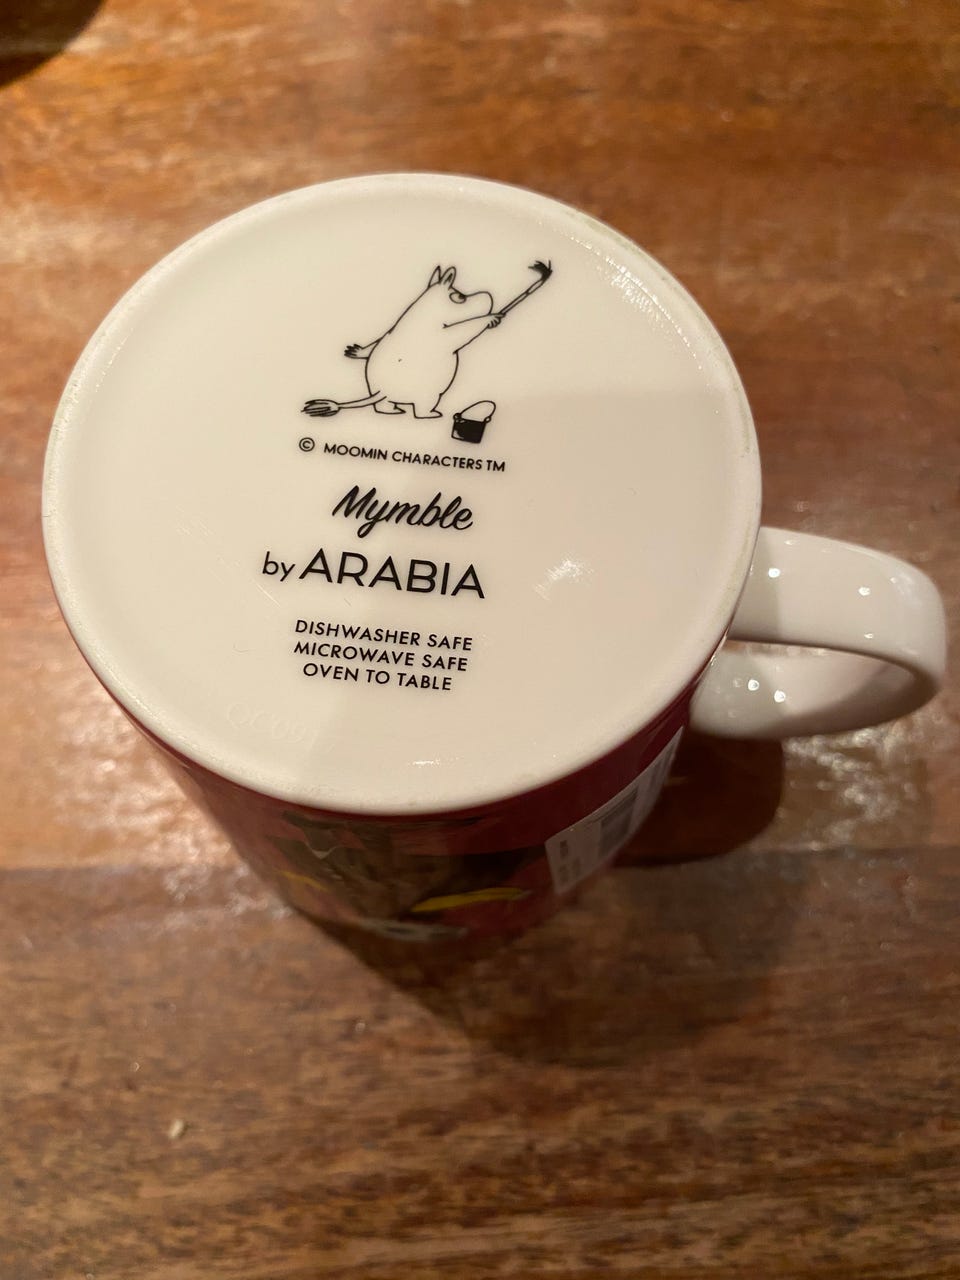 © MOOMIN CHARACTERS TM
Mymble
by ARABIA
DISHWASHER SAFE
MICROWAVE SAFE
OVEN TO TABLE